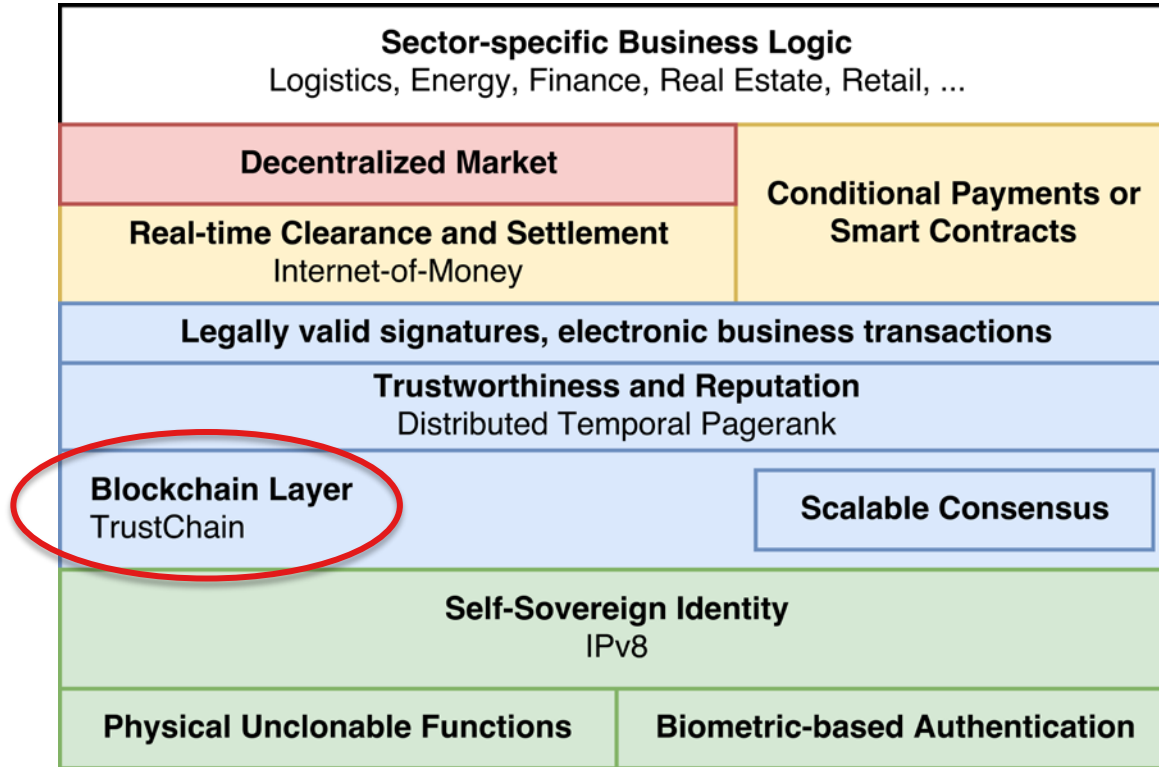 Sector-specific Business Logic
Logistics, Energy, Finance, Real Estate, Retail, ...
Decentralized Market
Real-time Clearance and Settlement
Internet-of-Money
Conditional Payments or
Smart Contracts
Legally valid signatures, electronic business transactions
Trustworthiness and Reputation
Distributed Temporal Pagerank
Blockchain Layer
TrustChain
Scalable Consensus
Self-Sovereign Identity
IPv8
Physical Unclonable Functions
Biometric-based Authentication